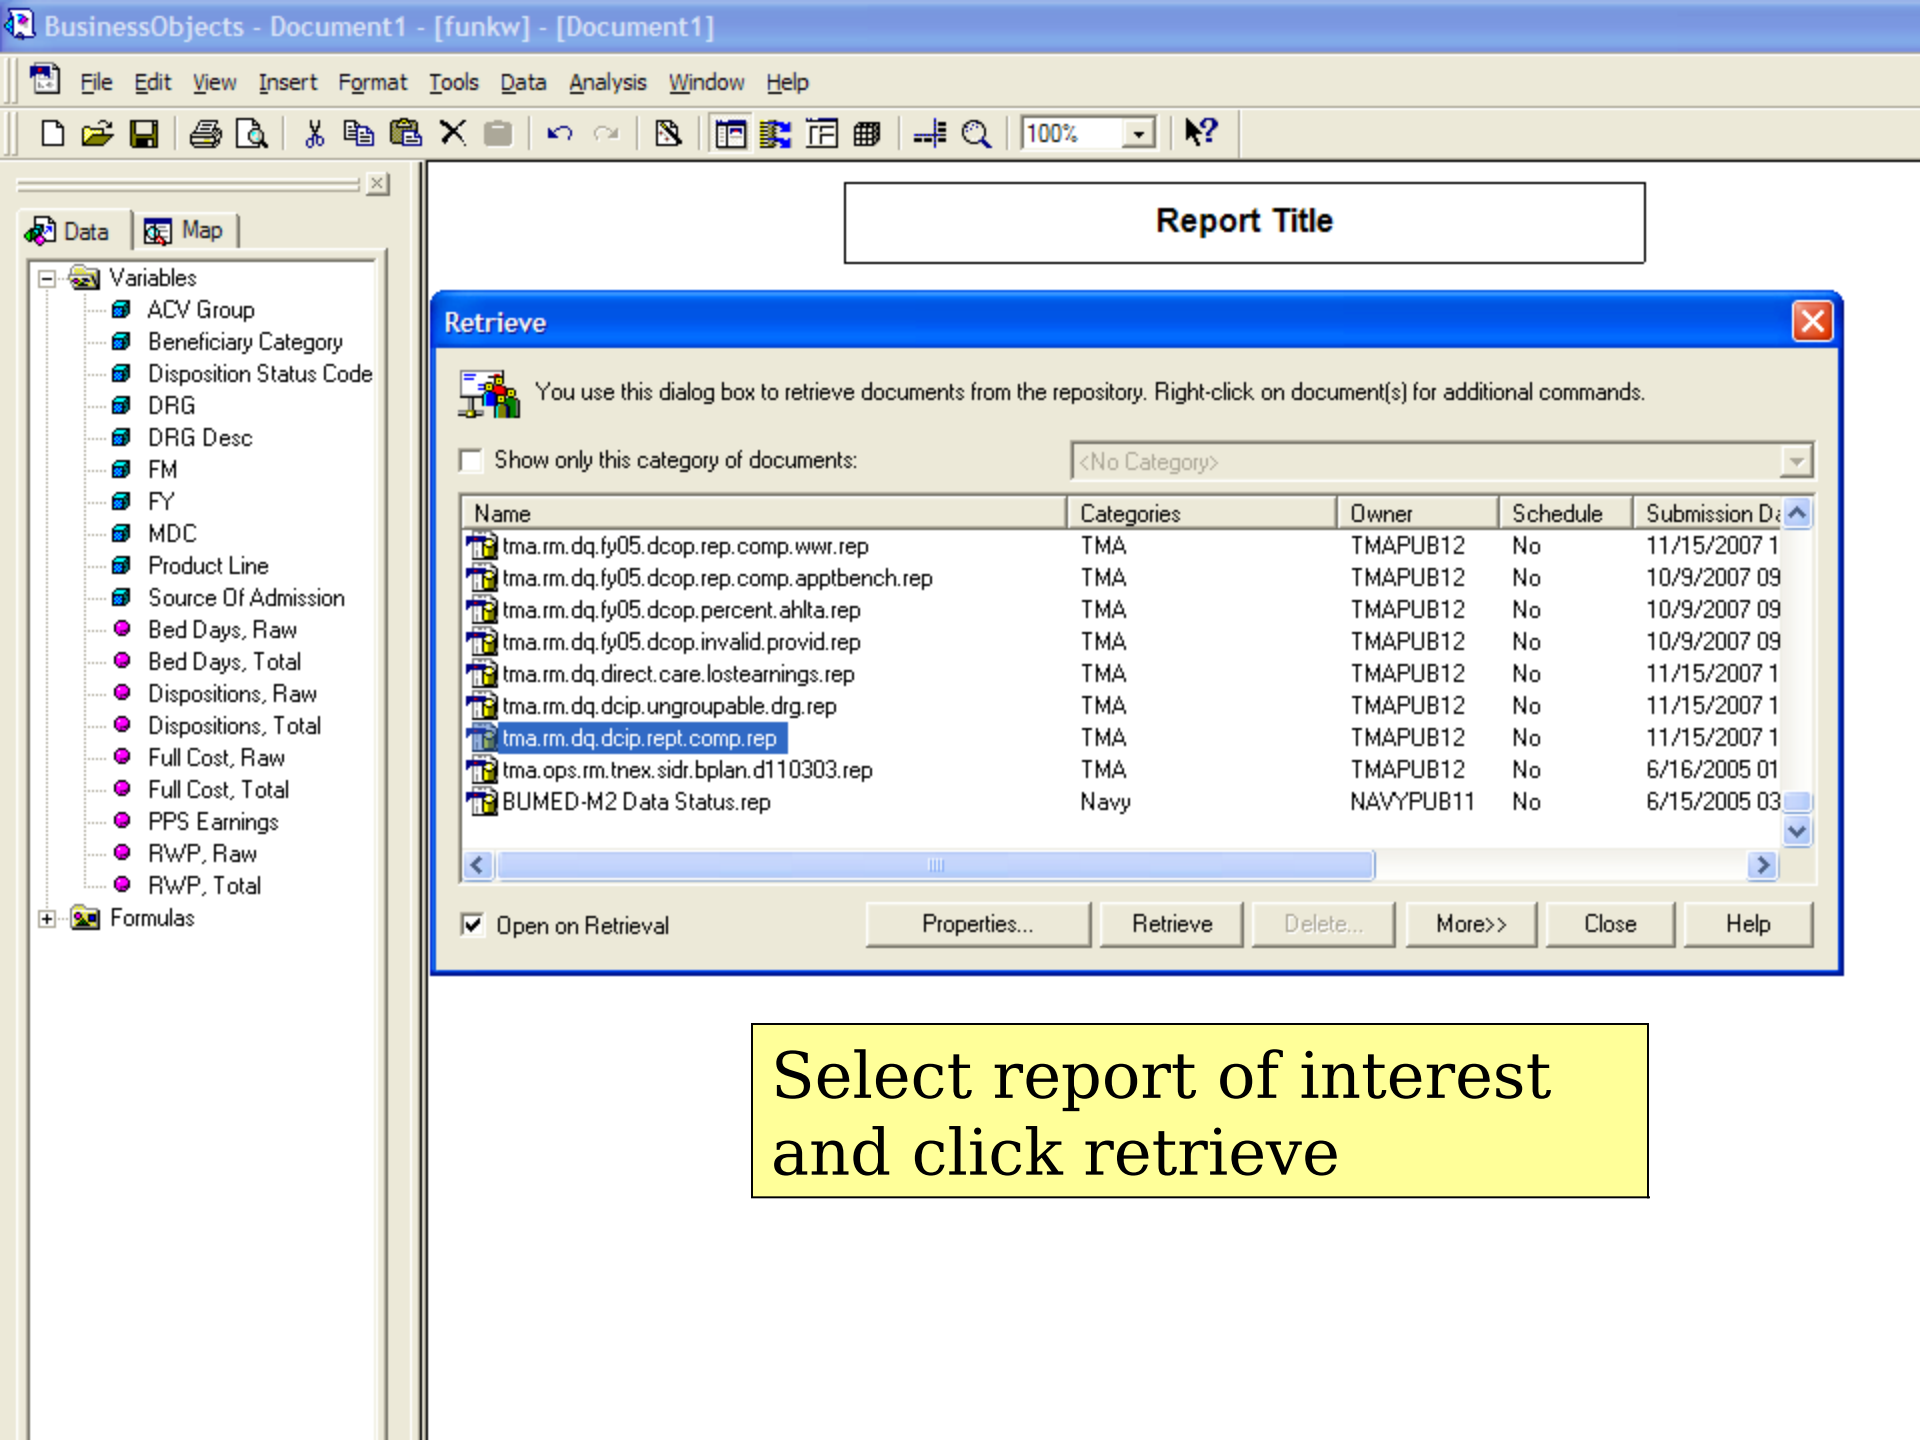 BusinessObjects - Document1 - [funkw] - [Document1]
File Edit View Insert Format Tools Data Analysis Window Help
100%
Data Map
Variables
ACV Group
Beneficiary Category
Disposition Status Code
DRG
DRG Desc
FM
FY
MDC
Product Line
Source Of Admission
Bed Days, Raw
Bed Days, Total
Dispositions, Raw
Dispositions, Total
Full Cost, Raw
Full Cost, Total
PPS Earnings
RWP, Raw
RWP, Total
Formulas
Report Title
Retrieve
You use this dialog box to retrieve documents from the repository. Right-click on document(s) for additional commands.
Show only this category of documents: <No Category>
Name Categories Owner Schedule Submission Da
tma.rm.dq.fy05.dcop.rep.comp.wwr.rep TMA TMAPUB12 No 11/15/2007 1
tma.rm.dq.fy05.dcop.rep.comp.apptbench.rep TMA TMAPUB12 No 10/9/2007 09
tma.rm.dq.fy05.dcop.percent.ahlta.rep TMA TMAPUB12 No 10/9/2007 09
tma.rm.dq.fy05.dcop.invalid.provid.rep TMA TMAPUB12 No 10/9/2007 09
tma.rm.dq.direct.care.lostearnings.rep TMA TMAPUB12 No 11/15/2007 1
tma.rm.dq.dcip.ungroupable.drg.rep TMA TMAPUB12 No 11/15/2007 1
tma.rm.dq.dcip.rept.comp.rep TMA TMAPUB12 No 11/15/2007 1
tma.ops.rm.tnex.sidr.bplan.d110303.rep TMA TMAPUB12 No 6/16/2005 01
BUMED-M2 Data Status.rep Navy NAVYPUB11 No 6/15/2005 03
Open on Retrieval Properties... Retrieve Delete... More>> Close Help
Select report of interest
and click retrieve